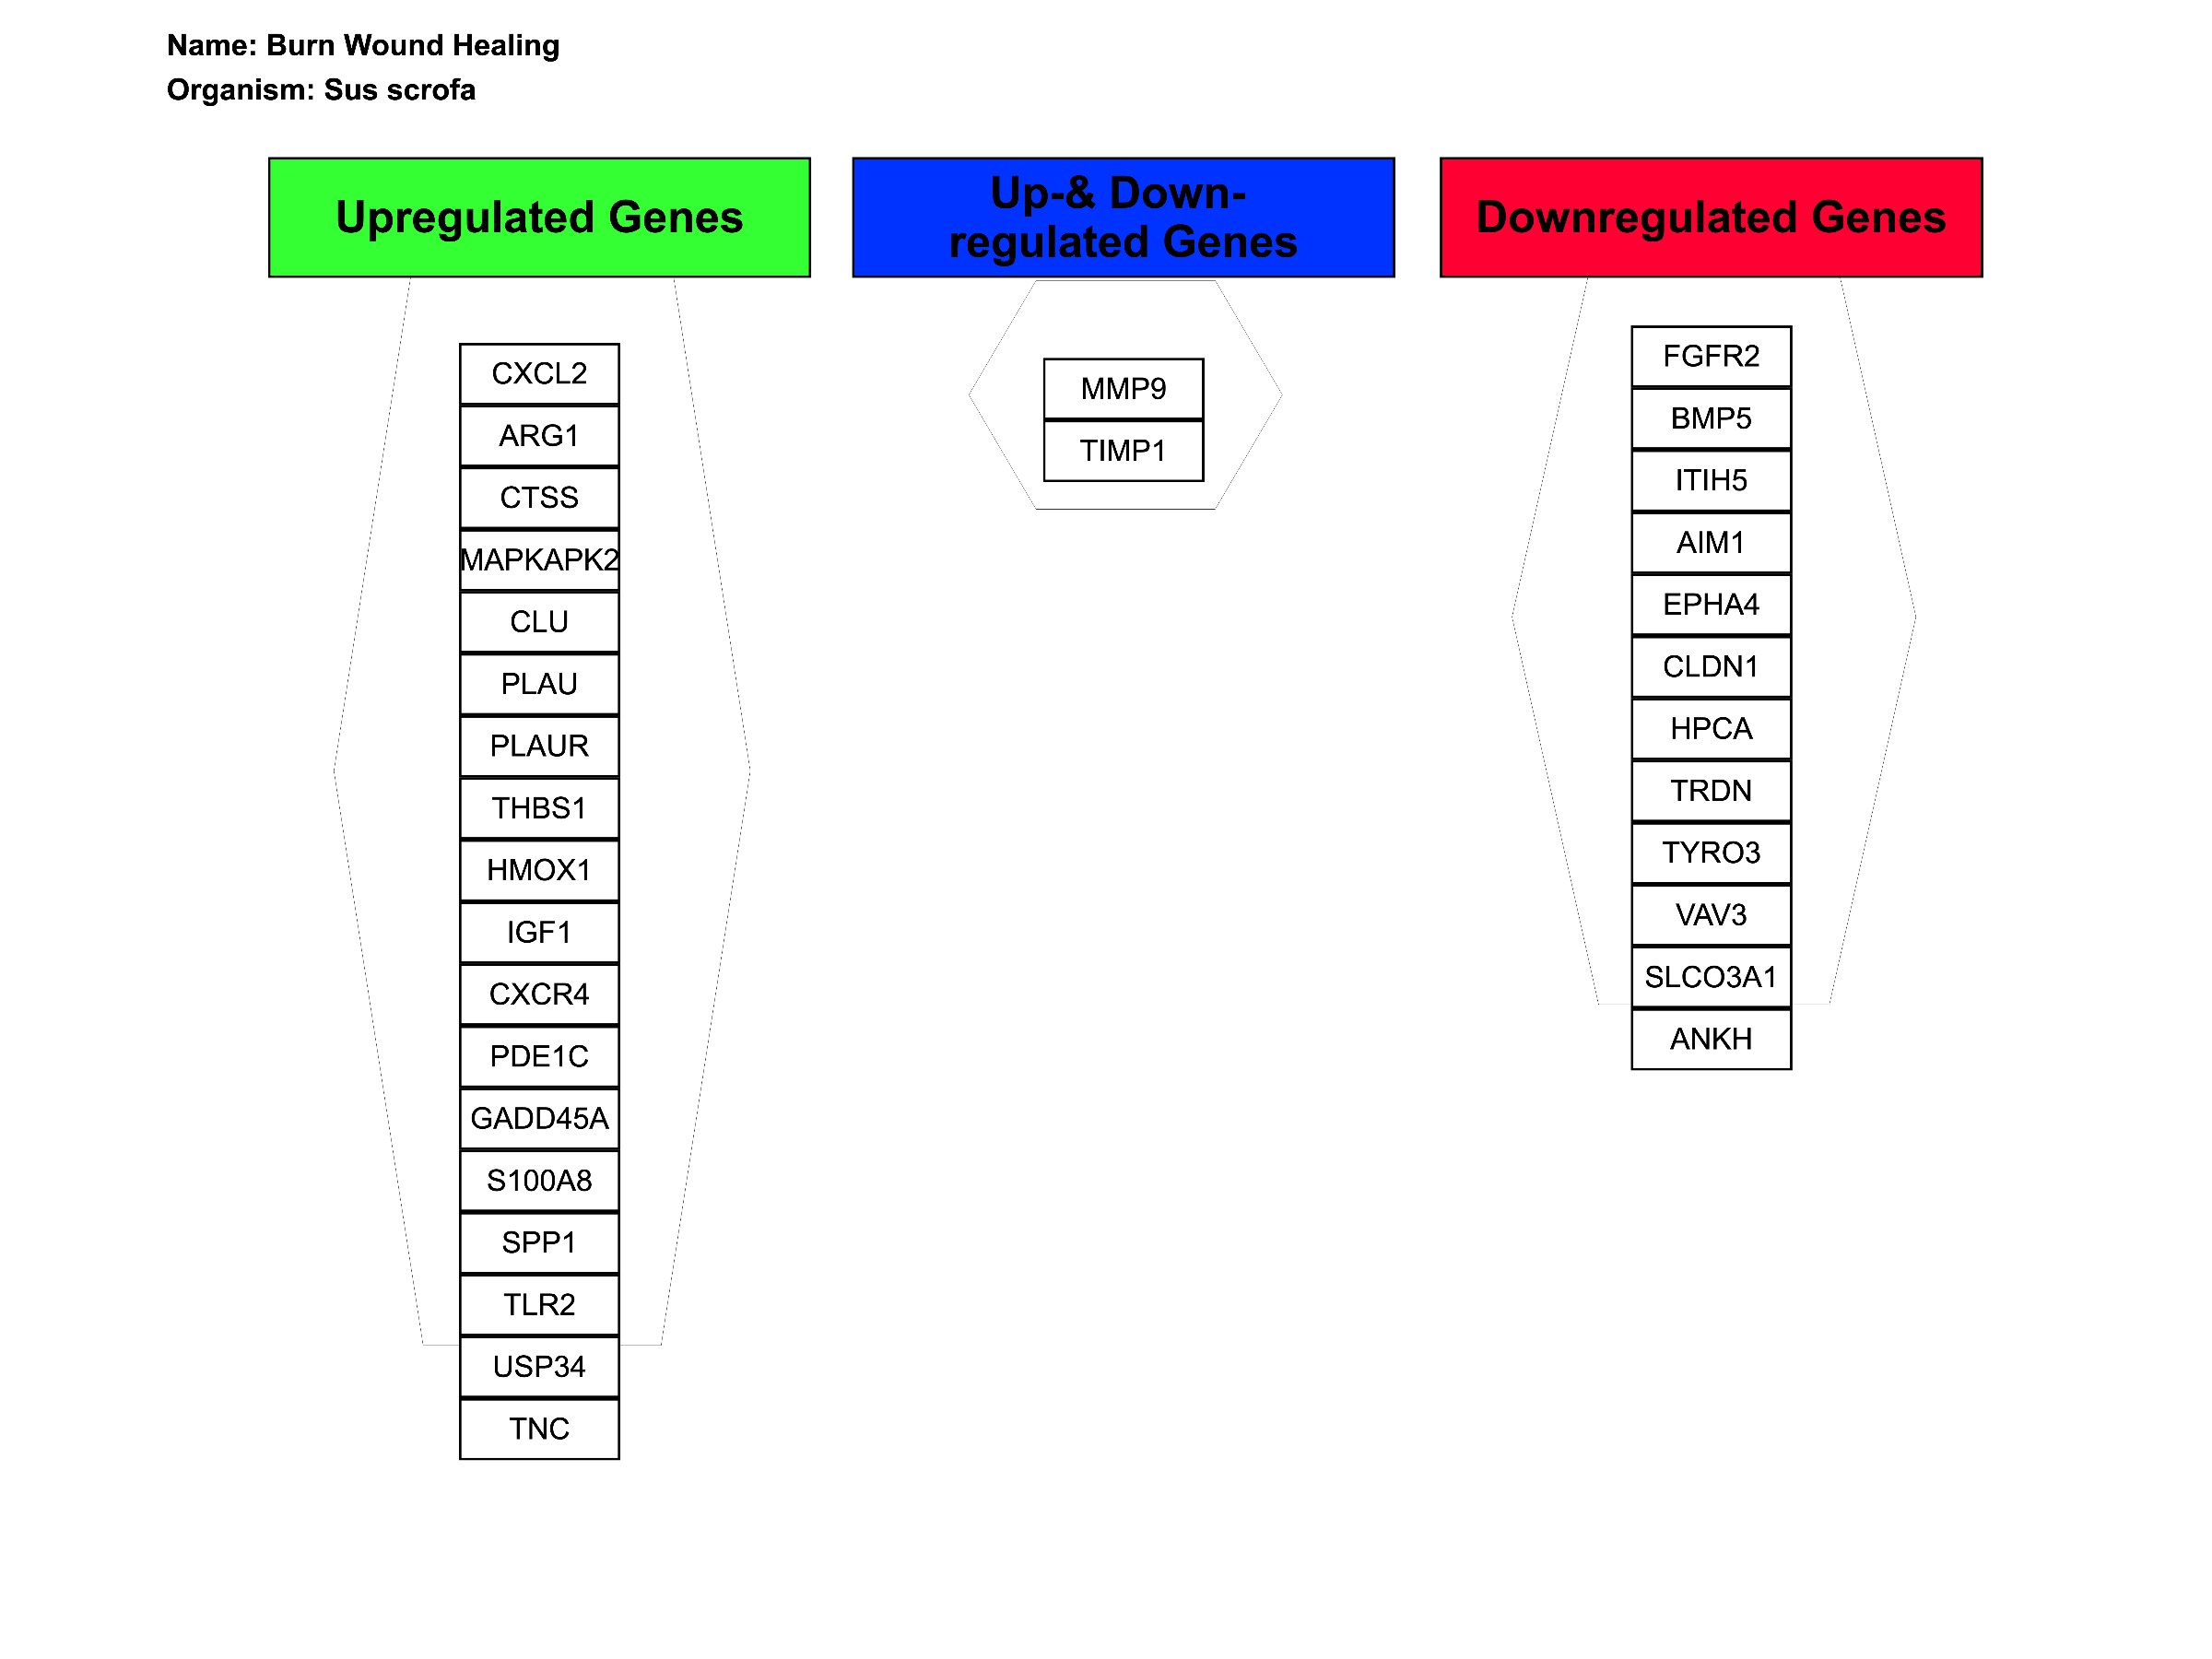 Name: Burn Wound Healing
Organism: Sus scrofa
Upregulated Genes
CXCL2
ARG1
CTSS
MAPKAPK2
CLU
PLAU
PLAUR
THBS1
HMOX1
IGF1
CXCR4
PDE1C
GADD45A
S100A8
SPP1
TLR2
USP34
TNC
Up-& Down-
regulated Genes
MMP9
TIMP1
Downregulated Genes
FGFR2
BMP5
ITIH5
AIM1
EPHA4
CLDN1
HPCA
TRDN
TYRO3
VAV3
SLCO3A1
ANKH